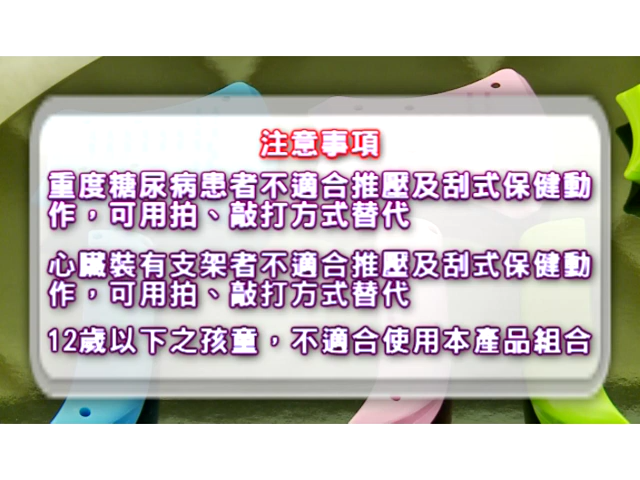 注意事項
重度糖尿病患者不適合推壓及刮式保健動
作，可用拍、敲打方式替代
心臟裝有支架者不適合推壓及刮式保健動
作，可用拍、敲打方式替代
12歲以下之孩童，不適合使用本產品組合